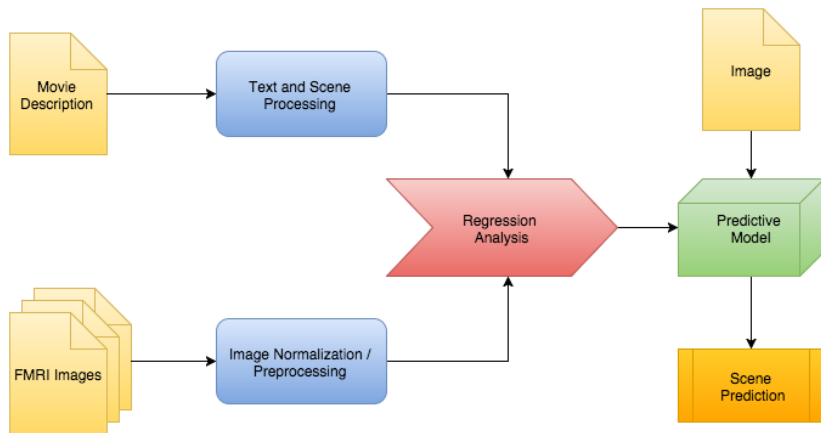 Movie
Description
Text and Scene
Processing
Image
Regression
Analysis
Predictive
Model
FMRI Images
Image Normalization /
Preprocessing
Scene
Prediction